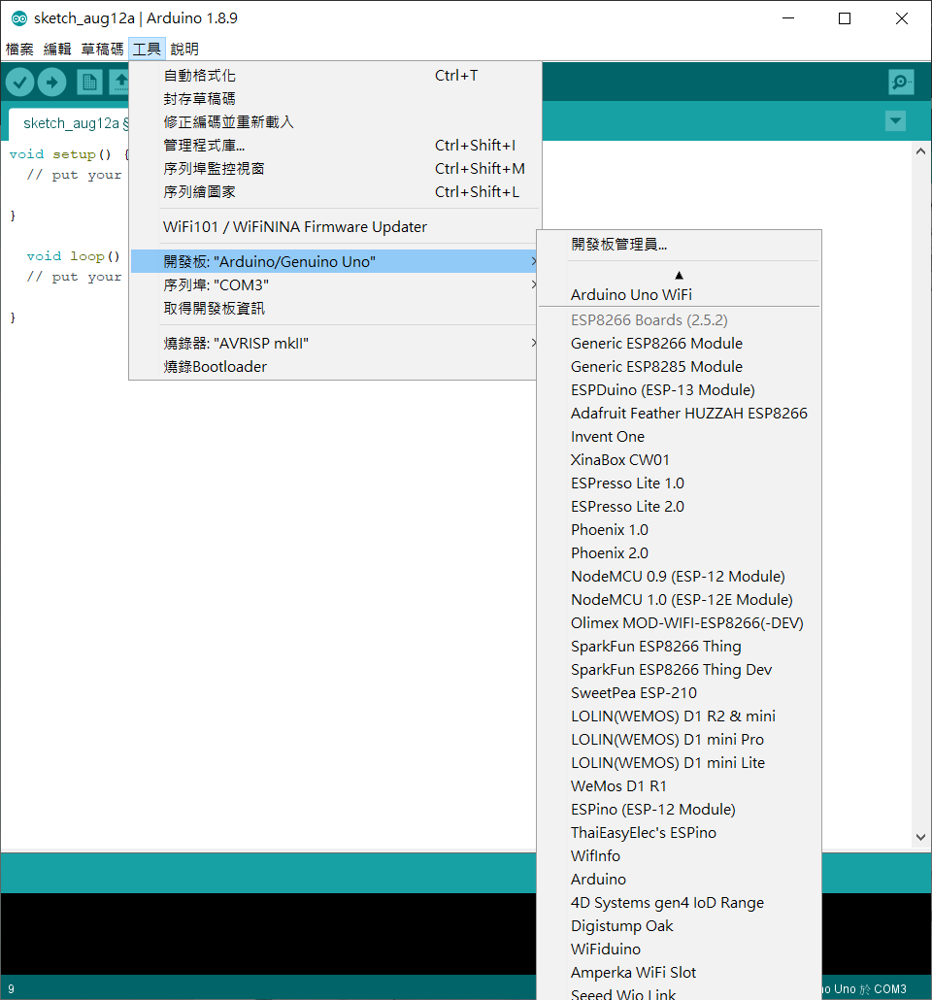 sketch_aug12a | Arduino 1.8.9
檔案 編輯 草稿碼 工具 說明
sketch_aug12a §
void setup() {
// put your
}
void loop()
// put your
}
自動格式化 Ctrl+T
封存草稿碼
修正編碼並重新載入
管理程式庫... Ctrl+Shift+I
序列埠監控視窗 Ctrl+Shift+M
序列繪圖家 Ctrl+Shift+L
WiFi101 / WiFiNINA Firmware Updater
開發板: "Arduino/Genuino Uno"
序列埠: "COM3"
取得開發板資訊
燒錄器: "AVRISP mkII"
燒錄Bootloader
開發板管理員...
Arduino Uno WiFi
ESP8266 Boards (2.5.2)
Generic ESP8266 Module
Generic ESP8285 Module
ESPDuino (ESP-13 Module)
Adafruit Feather HUZZAH ESP8266
Invent One
XinaBox CW01
ESPresso Lite 1.0
ESPresso Lite 2.0
Phoenix 1.0
Phoenix 2.0
NodeMCU 0.9 (ESP-12 Module)
NodeMCU 1.0 (ESP-12E Module)
Olimex MOD-WIFI-ESP8266(-DEV)
SparkFun ESP8266 Thing
SparkFun ESP8266 Thing Dev
SweetPea ESP-210
LOLIN(WEMOS) D1 R2 & mini
LOLIN(WEMOS) D1 mini Pro
LOLIN(WEMOS) D1 mini Lite
WeMos D1 R1
ESPino (ESP-12 Module)
ThaiEasyElec's ESPino
WifInfo
Arduino
4D Systems gen4 IoD Range
Digistump Oak
WiFiduino
Amperka WiFi Slot
Seeed Wio Link
9 no Uno 於 COM3